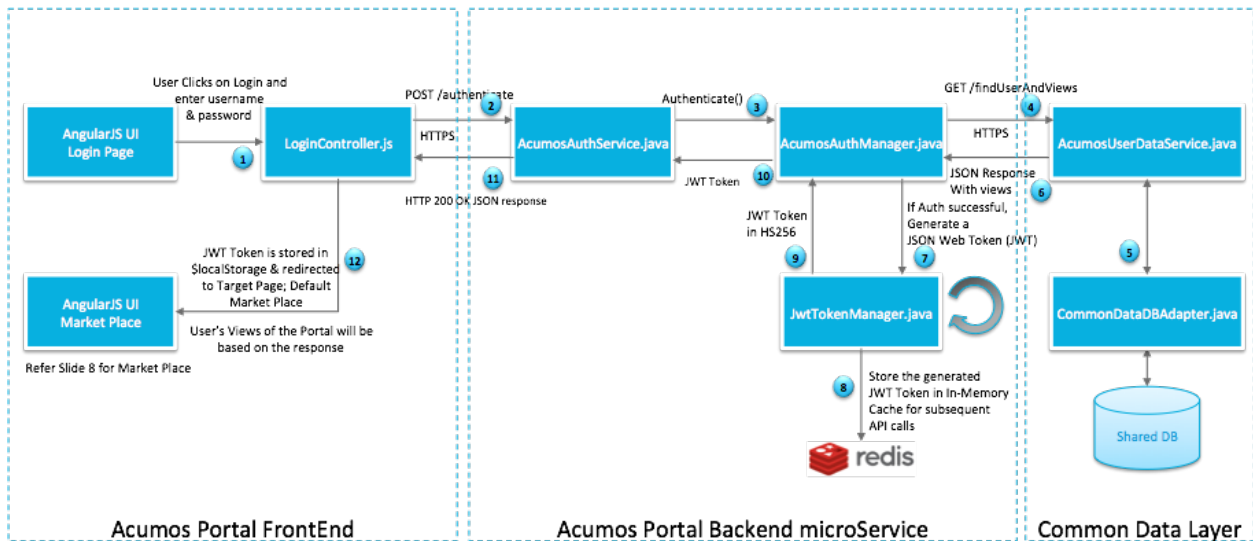 User Clicks on Login and
enter username
& password
AngularJS UI
Login Page
1
LoginController.js
POST /authenticate
2
HTTPS
11
HTTP 200 OK JSON response
AcumosAuthService.java
Authenticate()
3
10
JWT Token
AcumosAuthManager.java
GET /findUserAndViews
4
HTTPS
JSON Response
With views
6
AcumosUserDataService.java
If Auth successful,
Generate a
JSON Web Token (JWT)
7
JWT Token
in HS256
9
5
JWT Token is stored in
$localStorage & redirected
to Target Page; Default
Market Place
12
AngularJS UI
Market Place
User's Views of the Portal will be
based on the response
Refer Slide 8 for Market Place
JwtTokenManager.java
CommonDataDBAdapter.java
8
Store the generated
JWT Token in In-Memory
Cache for subsequent
API calls
redis
Shared DB
Acumos Portal FrontEnd
Acumos Portal Backend microService
Common Data Layer